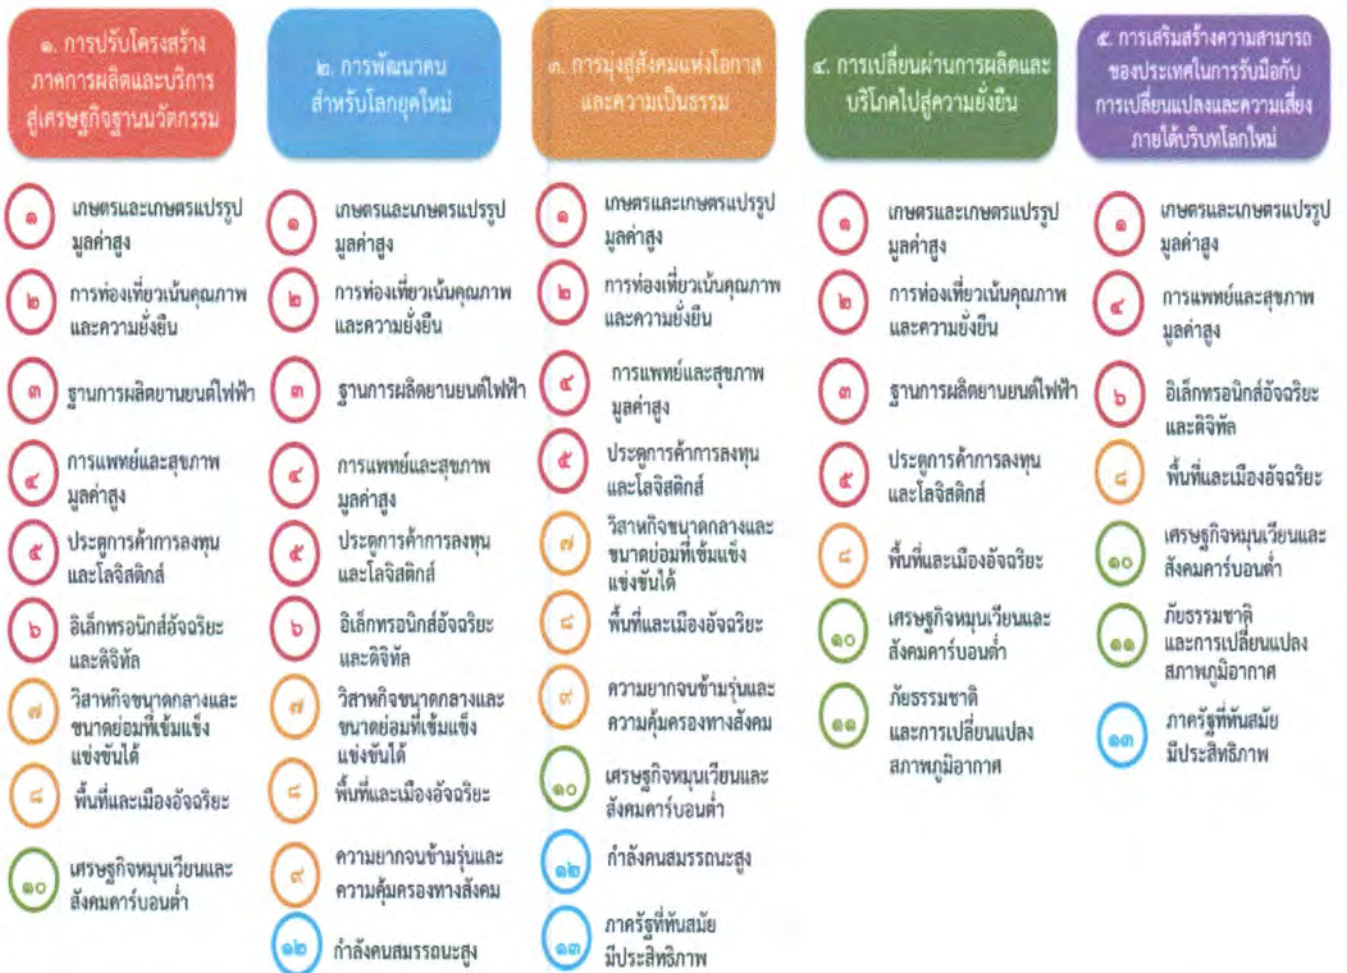 ๑. การปรับโครงสร้าง
ภาคการผลิตและบริการ
สู่เศรษฐกิจฐานนวัตกรรม
๑
เกษตรและเกษตรแปรรูป
มูลค่าสูง
๒
การท่องเที่ยวเน้นคุณภาพ
และความยั่งยืน
๓
ฐานการผลิตยานยนต์ไฟฟ้า
๔
การแพทย์และสุขภาพ
มูลค่าสูง
๕
ประตูการค้าการลงทุน
และโลจิสติกส์
๖
อิเล็กทรอนิกส์อัจฉริยะ
และดิจิทัล
๗
วิสาหกิจขนาดกลางและ
ขนาดย่อมที่เข้มแข็ง
แข่งขันได้
๘
พื้นที่และเมืองอัจฉริยะ
๑๐
เศรษฐกิจหมุนเวียนและ
สังคมคาร์บอนต่ำ
๒. การพัฒนาคน
สำหรับโลกยุคใหม่
๑
เกษตรและเกษตรแปรรูป
มูลค่าสูง
๒
การท่องเที่ยวเน้นคุณภาพ
และความยั่งยืน
๓
ฐานการผลิตยานยนต์ไฟฟ้า
๔
การแพทย์และสุขภาพ
มูลค่าสูง
๕
ประตูการค้าการลงทุน
และโลจิสติกส์
๖
อิเล็กทรอนิกส์อัจฉริยะ
และดิจิทัล
๗
วิสาหกิจขนาดกลางและ
ขนาดย่อมที่เข้มแข็ง
แข่งขันได้
๘
พื้นที่และเมืองอัจฉริยะ
๙
ความยากจนข้ามรุ่นและ
ความคุ้มครองทางสังคม
๑๒
กำลังคนสมรรถนะสูง
๓. การมุ่งสู่สังคมแห่งโอกาส
และความเป็นธรรม
๑
เกษตรและเกษตรแปรรูป
มูลค่าสูง
๒
การท่องเที่ยวเน้นคุณภาพ
และความยั่งยืน
๔
การแพทย์และสุขภาพ
มูลค่าสูง
๕
ประตูการค้าการลงทุน
และโลจิสติกส์
๗
วิสาหกิจขนาดกลางและ
ขนาดย่อมที่เข้มแข็ง
แข่งขันได้
๘
พื้นที่และเมืองอัจฉริยะ
๙
ความยากจนข้ามรุ่นและ
ความคุ้มครองทางสังคม
๑๐
เศรษฐกิจหมุนเวียนและ
สังคมคาร์บอนต่ำ
๑๒
กำลังคนสมรรถนะสูง
๑๓
ภาครัฐที่ทันสมัย
มีประสิทธิภาพ
๔. การเปลี่ยนผ่านการผลิตและ
บริโภคไปสู่ความยั่งยืน
๑
เกษตรและเกษตรแปรรูป
มูลค่าสูง
๒
การท่องเที่ยวเน้นคุณภาพ
และความยั่งยืน
๓
ฐานการผลิตยานยนต์ไฟฟ้า
๕
ประตูการค้าการลงทุน
และโลจิสติกส์
๘
พื้นที่และเมืองอัจฉริยะ
๑๐
เศรษฐกิจหมุนเวียนและ
สังคมคาร์บอนต่ำ
๑๑
ภัยธรรมชาติ
และการเปลี่ยนแปลง
สภาพภูมิอากาศ
๕. การเสริมสร้างความสามารถ
ของประเทศในการรับมือกับ
การเปลี่ยนแปลงและความเสี่ยง
ภายใต้บริบทโลกใหม่
๑
เกษตรและเกษตรแปรรูป
มูลค่าสูง
๔
การแพทย์และสุขภาพ
มูลค่าสูง
๖
อิเล็กทรอนิกส์อัจฉริยะ
และดิจิทัล
๘
พื้นที่และเมืองอัจฉริยะ
๑๐
เศรษฐกิจหมุนเวียนและ
สังคมคาร์บอนต่ำ
๑๑
ภัยธรรมชาติ
และการเปลี่ยนแปลง
สภาพภูมิอากาศ
๑๓
ภาครัฐที่ทันสมัย
มีประสิทธิภาพ